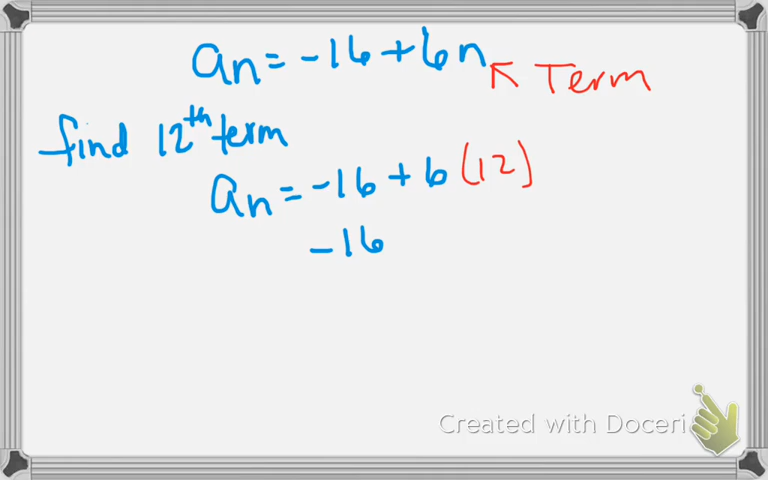 an = -16 + 6n ↖ Term
find 12th term
an = -16 + 6 (12)
-16
Created with Doceri